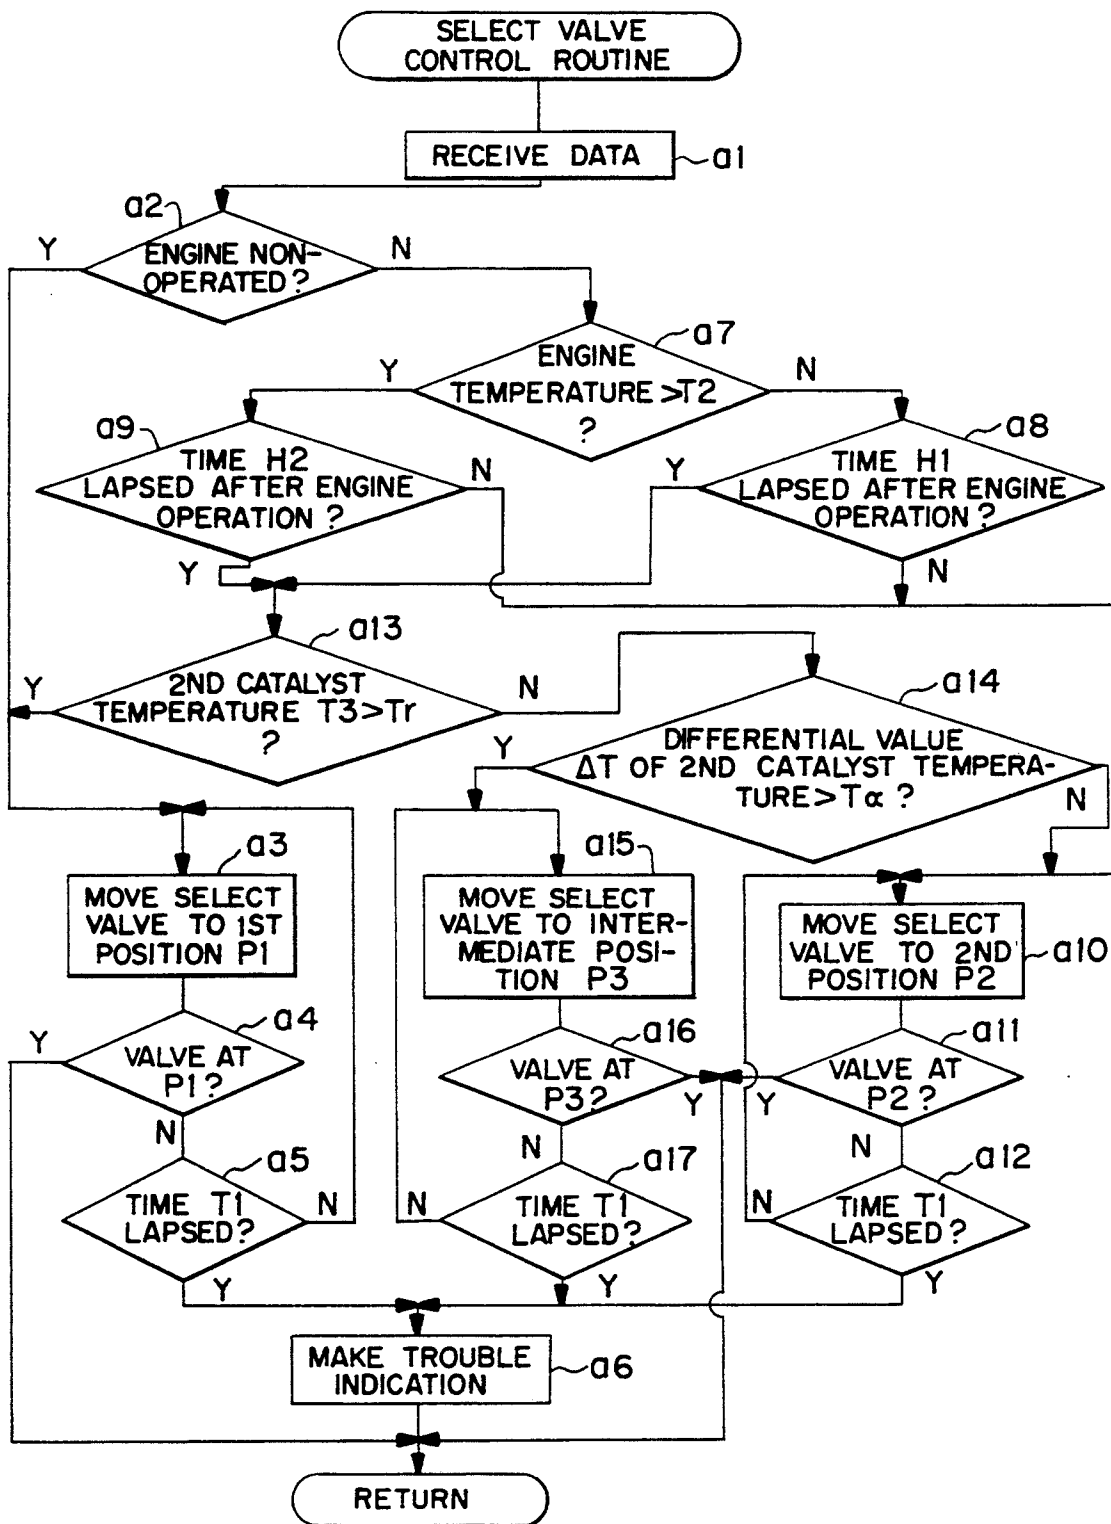 SELECT VALVE
CONTROL ROUTINE
RECEIVE DATA
a1
a2
Y
ENGINE NON-
OPERATED?
N
a7
Y
ENGINE
TEMPERATURE>T2
?
N
a9
TIME H2
LAPSED AFTER ENGINE
OPERATION?
N
Y
a8
TIME H1
LAPSED AFTER ENGINE
OPERATION?
Y
N
a13
Y
2ND CATALYST
TEMPERATURE T3>Tr
?
N
a14
Y
DIFFERENTIAL VALUE
ΔT OF 2ND CATALYST TEMPERA-
TURE>Tα?
N
a3
MOVE SELECT
VALVE TO 1ST
POSITION P1
a15
MOVE SELECT
VALVE TO INTER-
MEDIATE POSI-
TION P3
MOVE SELECT
VALVE TO 2ND
POSITION P2
a10
a4
Y
VALVE AT
P1?
N
a16
VALVE AT
P3?
Y
N
a11
VALVE AT
P2?
Y
N
a5
TIME T1
LAPSED?
N
Y
a17
N
TIME T1
LAPSED?
Y
a12
N
TIME T1
LAPSED?
Y
MAKE TROUBLE
INDICATION
a6
RETURN